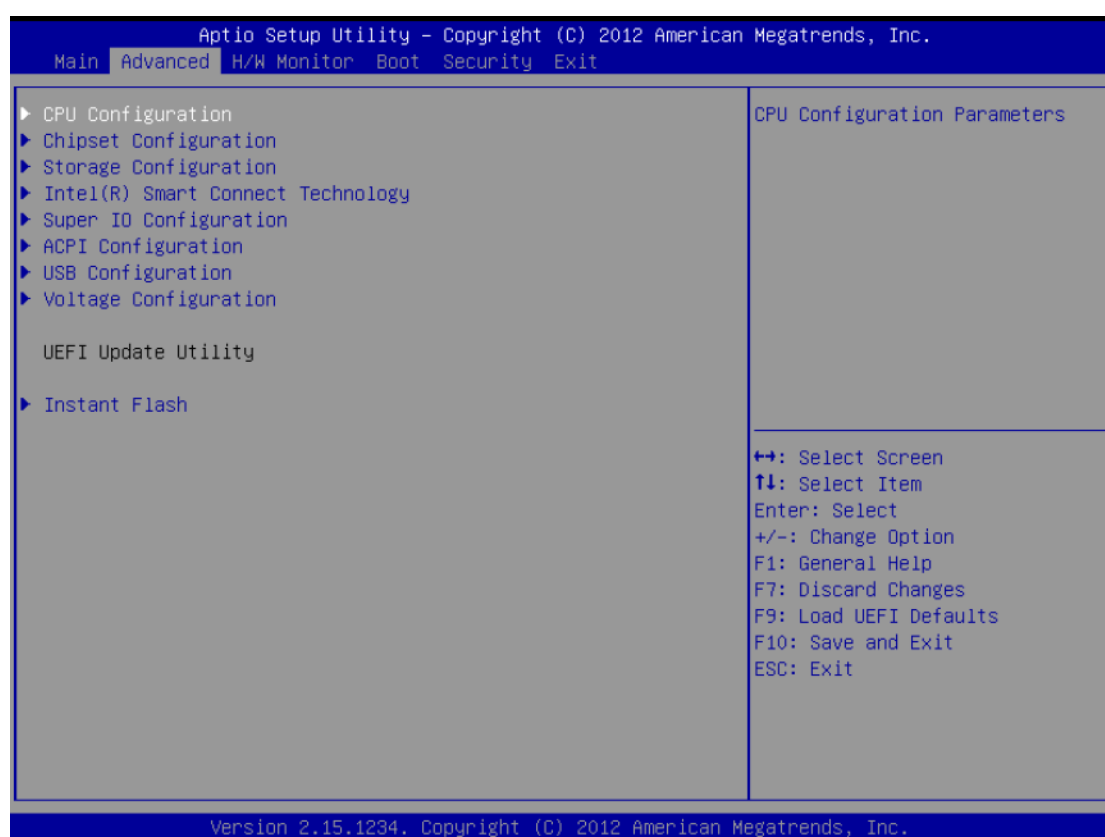 Aptio Setup Utility – Copyright (C) 2012 American Megatrends, Inc.
Main Advanced H/W Monitor Boot Security Exit
CPU Configuration
Chipset Configuration
Storage Configuration
Intel(R) Smart Connect Technology
Super IO Configuration
ACPI Configuration
USB Configuration
Voltage Configuration
UEFI Update Utility
Instant Flash
CPU Configuration Parameters
↔: Select Screen
↑↓: Select Item
Enter: Select
+/-: Change Option
F1: General Help
F7: Discard Changes
F9: Load UEFI Defaults
F10: Save and Exit
ESC: Exit
Version 2.15.1234. Copyright (C) 2012 American Megatrends, Inc.